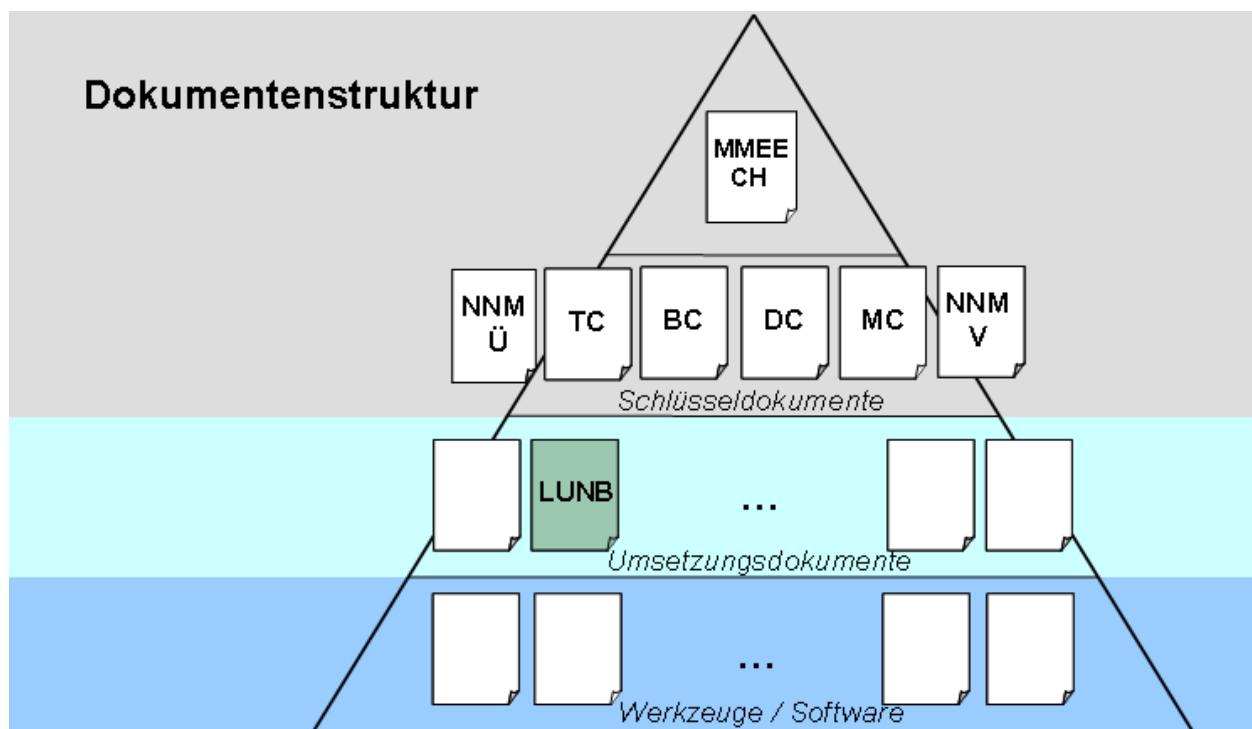 Dokumentenstruktur
MMEE
CH
NNM
Ü
TC
BC
DC
MC
NNM
V
Schlüsseldokumente
LUNB
...
Umsetzungsdokumente
...
Werkzeuge / Software